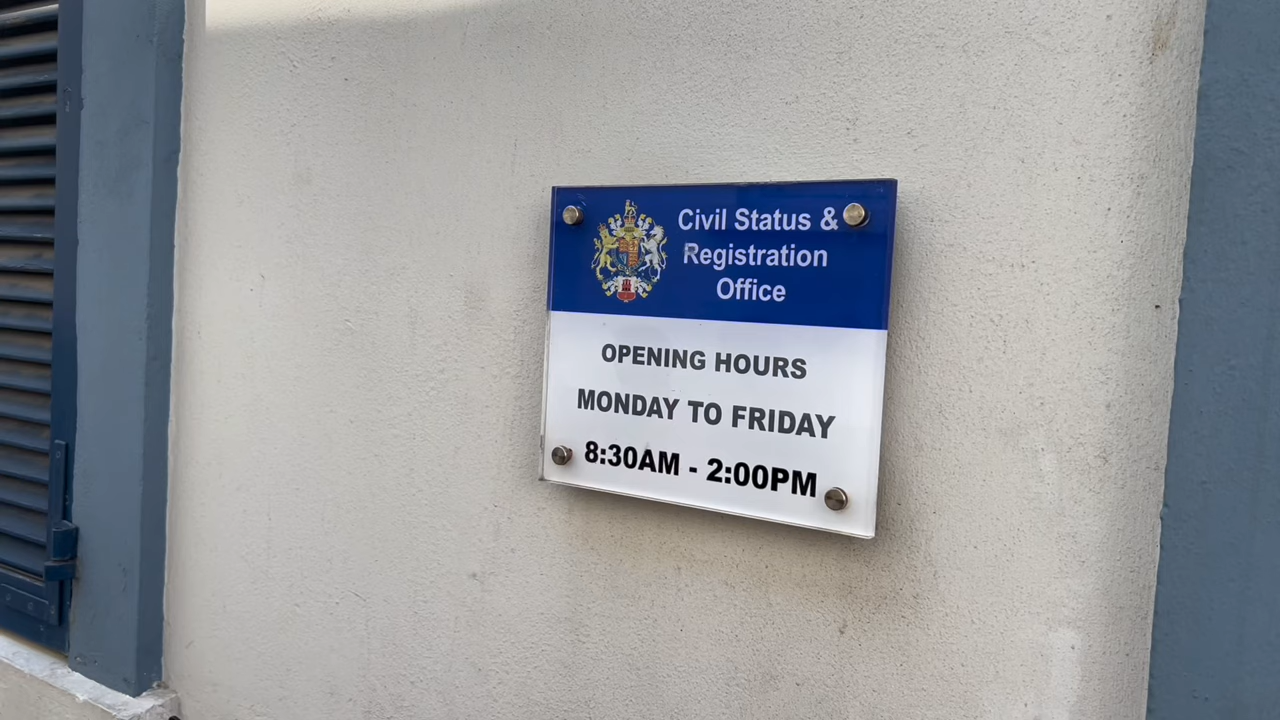 Civil Status &
Registration
Office
OPENING HOURS
MONDAY TO FRIDAY
8:30AM - 2:00PM